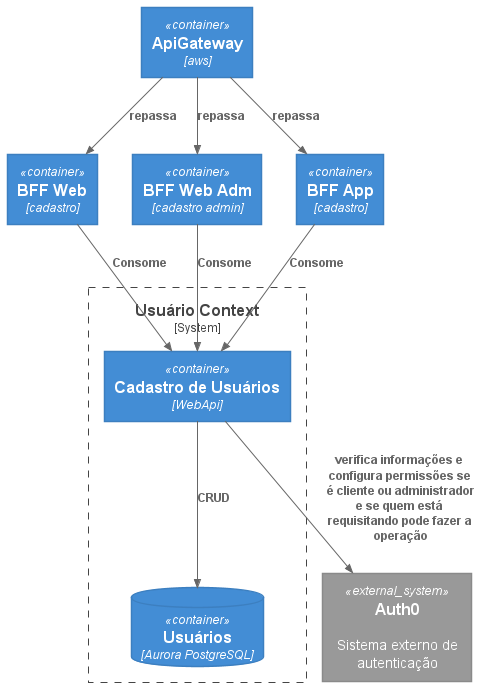 «container»
ApiGateway
[aws]
repassa
repassa
repassa
«container»
BFF Web
[cadastro]
«container»
BFF Web Adm
[cadastro admin]
«container»
BFF App
[cadastro]
Consome
Consome
Consome
Usuário Context
[System]
«container»
Cadastro de Usuários
[WebApi]
verifica informações e
configura permissões se
é cliente ou administrador
e se quem está
requisitando pode fazer a
operação
CRUD
«container»
Usuários
[Aurora PostgreSQL]
«external_system»
Auth0
Sistema externo de
autenticação